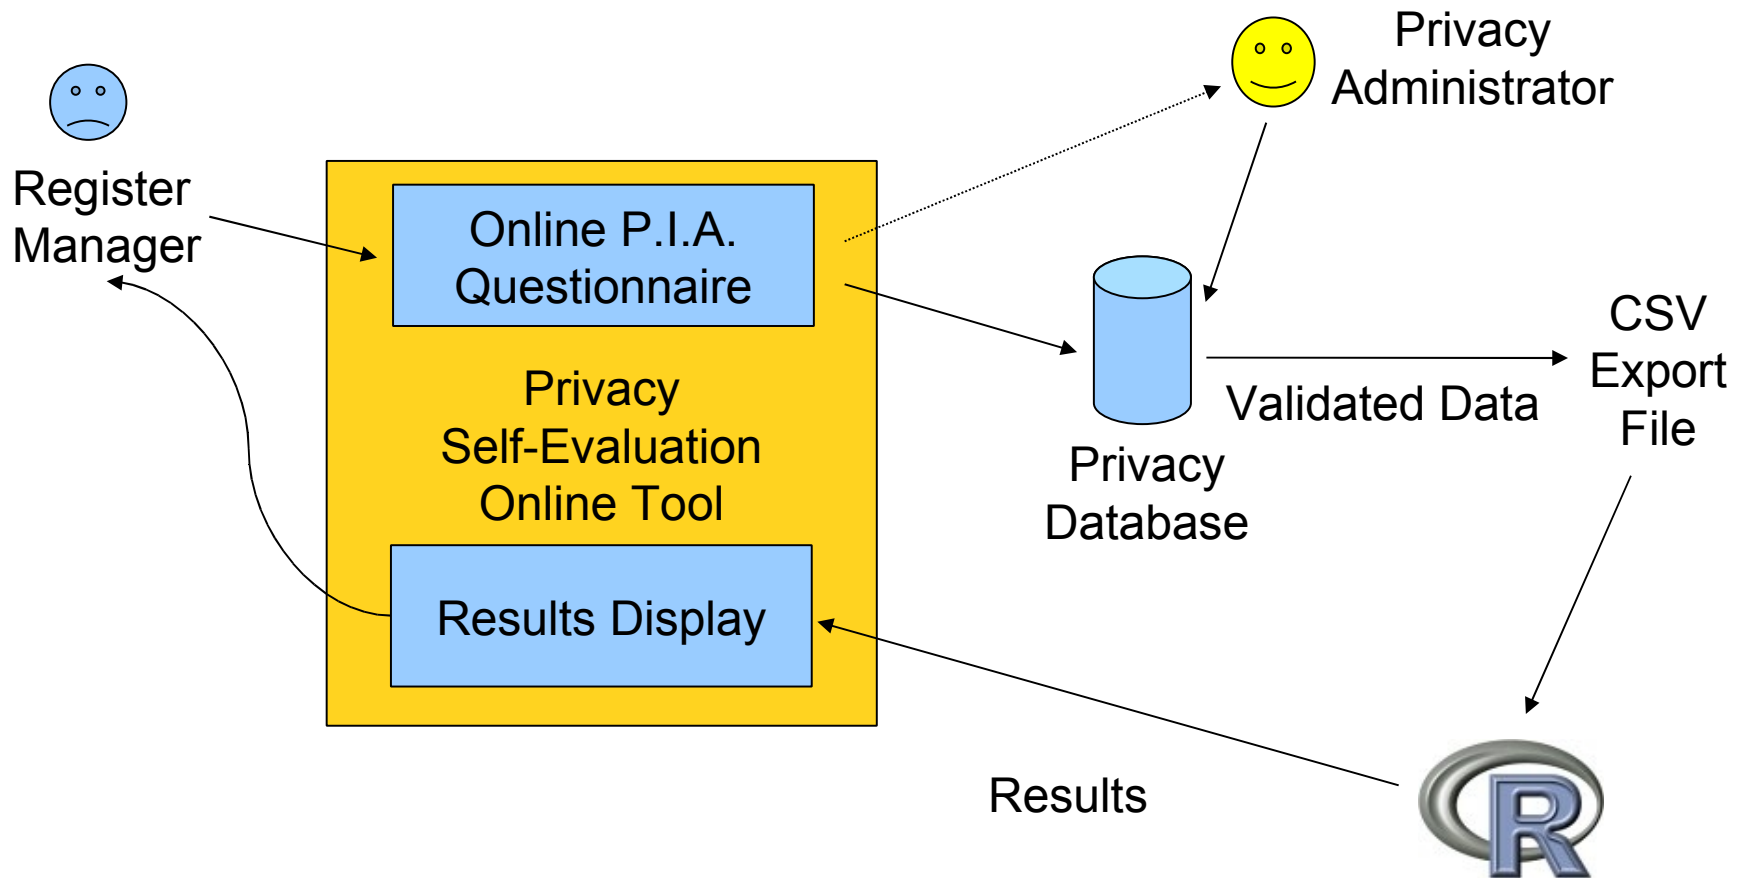 Privacy
Administrator
Register
Manager
Online P.I.A.
Questionnaire
Privacy
Self-Evaluation
Online Tool
Results Display
Privacy
Database
Validated Data
CSV
Export
File
Results
R